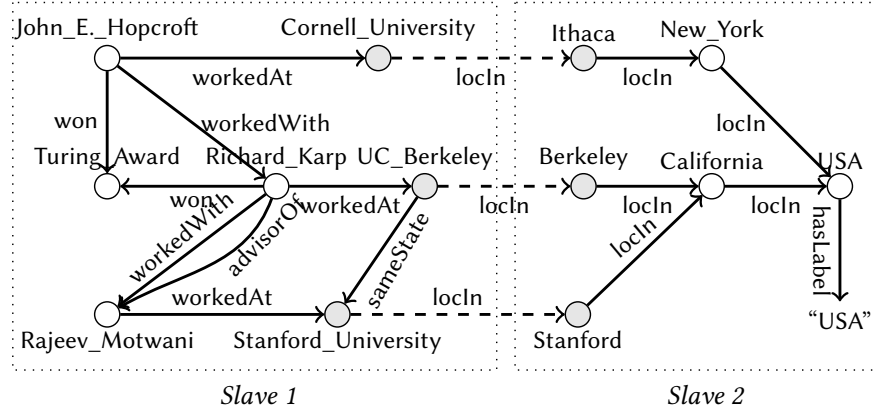 John_E._Hopcroft Cornell_University Ithaca New_York
workedAt locIn locIn
won workedWith locIn
Turing_Award Richard_Karp UC_Berkeley Berkeley California USA
won workedAt locIn locIn locIn
workedWith advisorOf sameState locIn hasLabel
workedAt locIn
Rajeev_Motwani Stanford_University Stanford “USA”
Slave 1 Slave 2